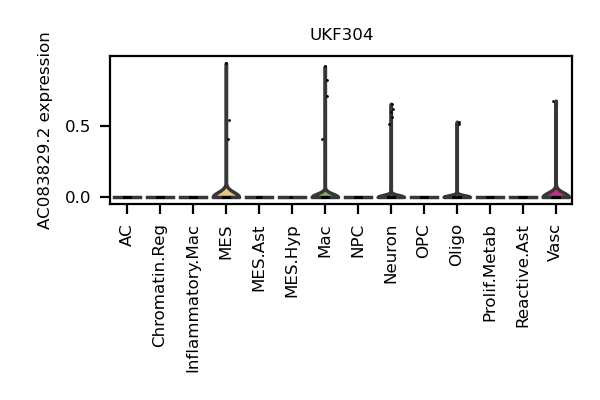 UKF304
AC083829.2 expression
0.5
0.0
AC
Chromatin.Reg
Inflammatory.Mac
MES
MES.Ast
MES.Hyp
Mac
NPC
Neuron
OPC
Oligo
Prolif.Metab
Reactive.Ast
Vasc